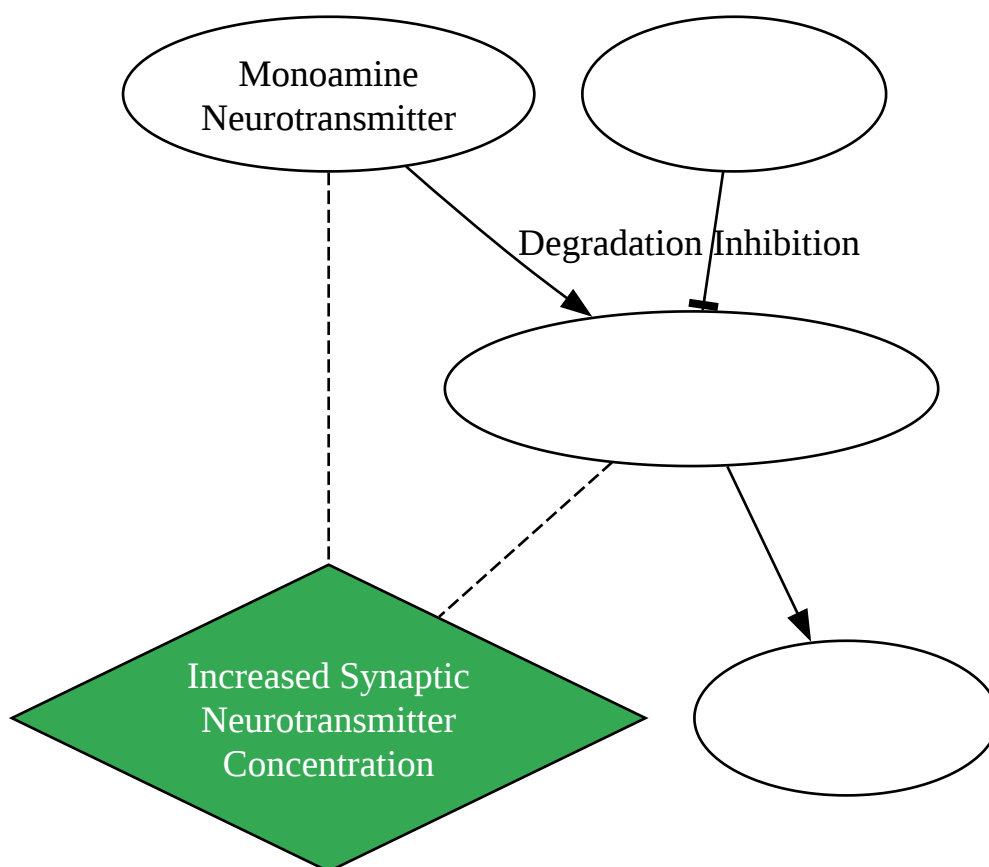 Monoamine
Neurotransmitter
Degradation
Inhibition
Increased Synaptic
Neurotransmitter
Concentration